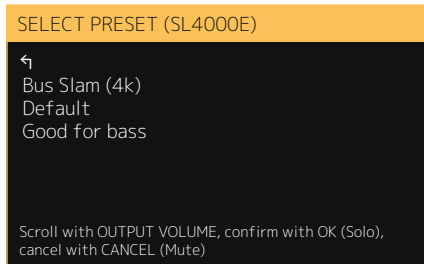 SELECT PRESET (SL4000E)
Bus Slam (4k)
Default
Good for bass
Scroll with OUTPUT VOLUME, confirm with OK (Solo),
cancel with CANCEL (Mute)